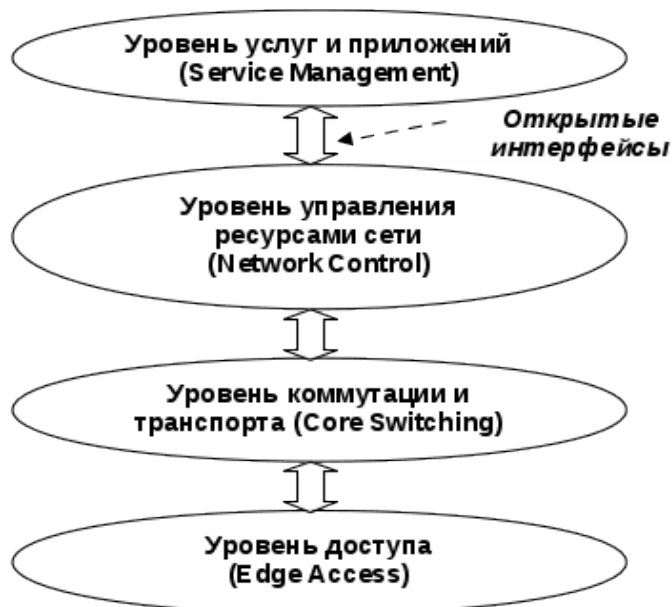 Уровень услуг и приложений
(Service Management)
Открытые
интерфейсы
Уровень управления
ресурсами сети
(Network Control)
Уровень коммутации и
транспорта (Core Switching)
Уровень доступа
(Edge Access)